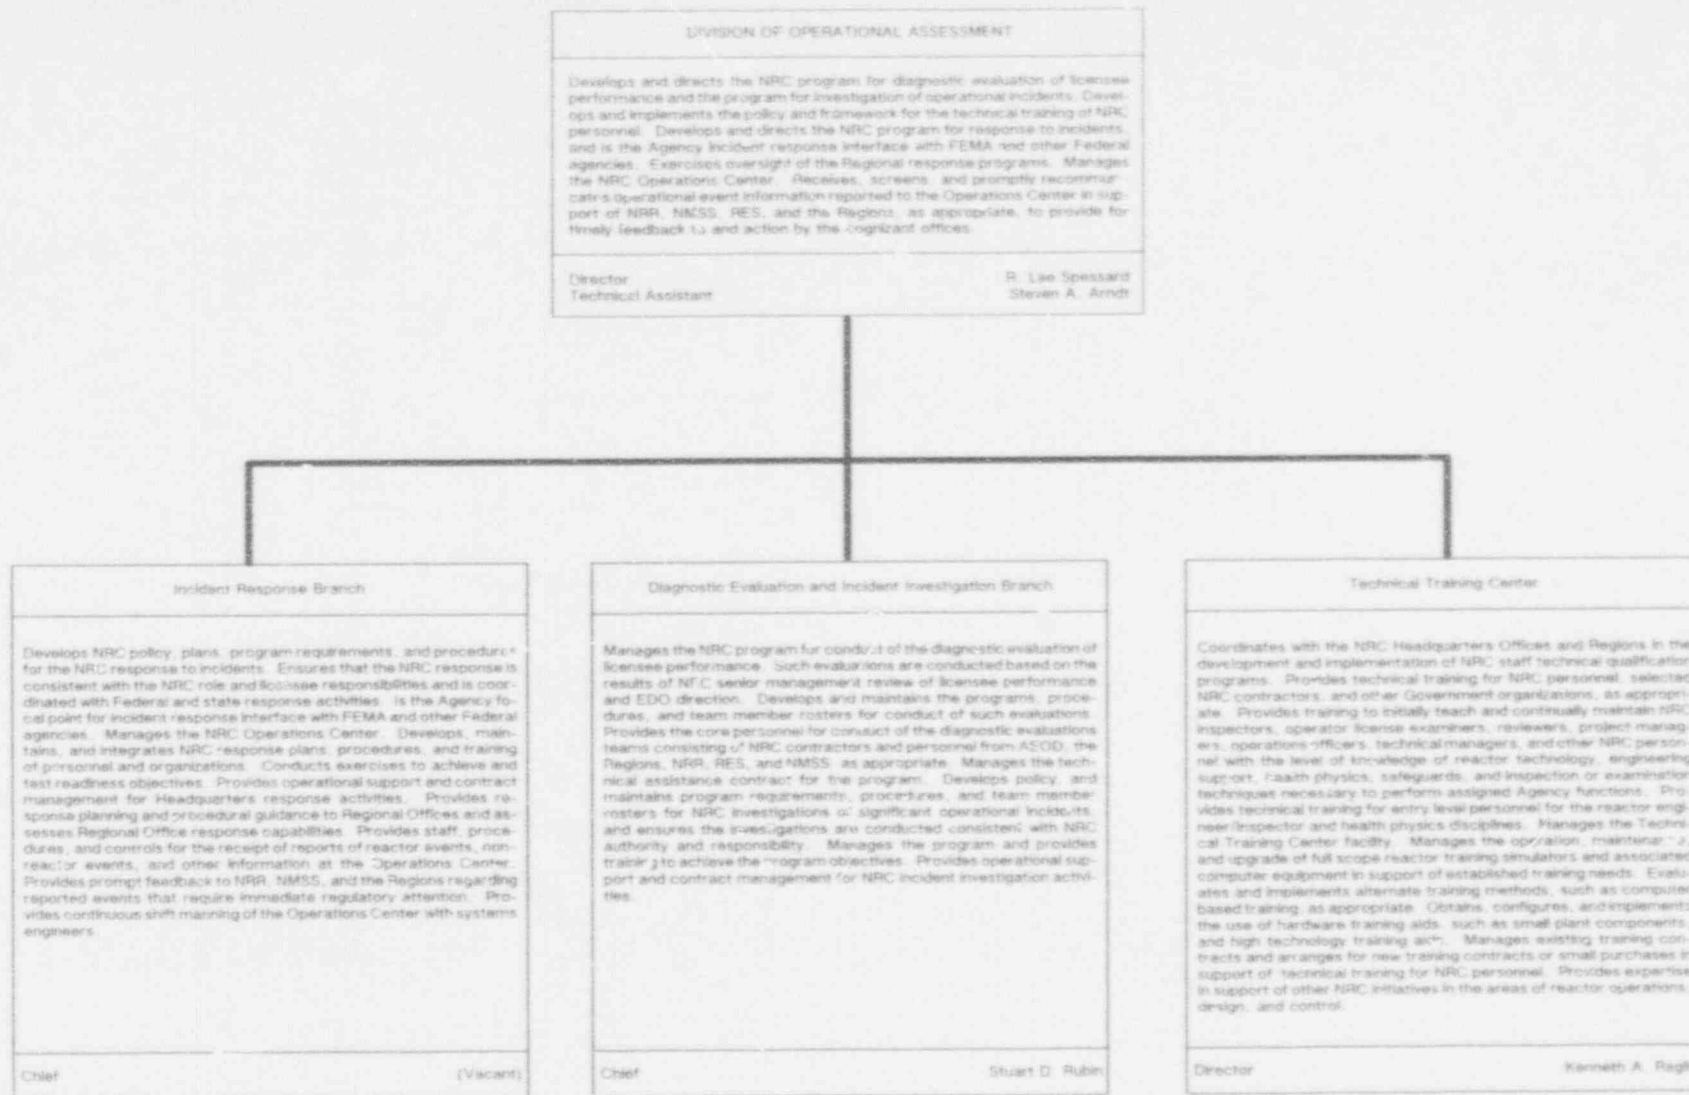 DIVISION OF OPERATIONAL ASSESSMENT
Develops and directs the NRC program for diagnostic evaluation of licensee
performance and the program for investigation of operational incidents. Devel-
ops and implements the policy and framework for the technical training of NRC
personnel. Develops and directs the NRC program for response to incidents,
and is the Agency incident response interface with FEMA and other Federal
agencies. Exercises oversight of the Regional response programs. Manages
the NRC Operations Center. Receives, screens, and promptly recommuni-
cates operational event information reported to the Operations Center in sup-
port of NRR, NMSS, RES, and the Regions, as appropriate, to provide for
timely feedback to and action by the cognizant offices.
Director R. Lee Spessard
Technical Assistant Steven A. Arndt
Incident Response Branch
Develops NRC policy, plans, program requirements, and procedures
for the NRC response to incidents. Ensures that the NRC response is
consistent with the NRC role and licensee responsibilities and is coor-
dinated with Federal and state response activities. Is the Agency fo-
cal point for incident response interface with FEMA and other Federal
agencies. Manages the NRC Operations Center. Develops, main-
tains, and integrates NRC response plans, procedures, and training
of personnel and organizations. Conducts exercises to achieve and
test readiness objectives. Provides operational support and contract
management for Headquarters response activities. Provides re-
sponse planning and procedural guidance to Regional Offices and as-
sesses Regional Office response capabilities. Provides staff, proce-
dures, and controls for the receipt of reports of reactor events, non-
reactor events, and other information at the Operations Center.
Provides prompt feedback to NRR, NMSS, and the Regions regarding
reported events that require immediate regulatory attention. Pro-
vides continuous shift manning of the Operations Center with systems
engineers.
Chief (Vacant)
Diagnostic Evaluation and Incident Investigation Branch
Manages the NRC program for conduct of the diagnostic evaluation of
licensee performance. Such evaluations are conducted based on the
results of NRC senior management review of licensee performance
and EDO direction. Develops and maintains the programs, proce-
dures, and team member rosters for conduct of such evaluations.
Provides the core personnel for conduct of the diagnostic evaluations
teams consisting of NRC contractors and personnel from AEOD, the
Regions, NRR, RES, and NMSS, as appropriate. Manages the tech-
nical assistance contract for the program. Develops policy, and
maintains program requirements, procedures, and team member
rosters for NRC investigations of significant operational incidents,
and ensures the investigations are conducted consistent with NRC
authority and responsibility. Manages the program and provides
training to achieve the program objectives. Provides operational sup-
port and contract management for NRC incident investigation activi-
ties.
Chief Stuart D. Rubin
Technical Training Center
Coordinates with the NRC Headquarters Offices and Regions in the
development and implementation of NRC staff technical qualification
programs. Provides technical training for NRC personnel, selected
NRC contractors, and other Government organizations, as appropri-
ate. Provides training to initially teach and continually maintain NRC
inspectors, operator license examiners, reviewers, project manag-
ers, operations officers, technical managers, and other NRC person-
nel with the level of knowledge of reactor technology, engineering
support, health physics, safeguards, and inspection or examination
techniques necessary to perform assigned Agency functions. Pro-
vides technical training for entry level personnel for the reactor engi-
neer/inspector and health physics disciplines. Manages the Techni-
cal Training Center facility. Manages the operation, maintenance,
and upgrade of full scope reactor training simulators and associated
computer equipment in support of established training needs. Evalu-
ates and implements alternate training methods, such as computer
based training, as appropriate. Obtains, configures, and implements
the use of hardware training aids, such as small plant components,
and high technology training aids. Manages existing training con-
tracts and arranges for new training contracts or small purchases in
support of technical training for NRC personnel. Provides expertise
in support of other NRC initiatives in the areas of reactor operations,
design, and control.
Director Kenneth A.